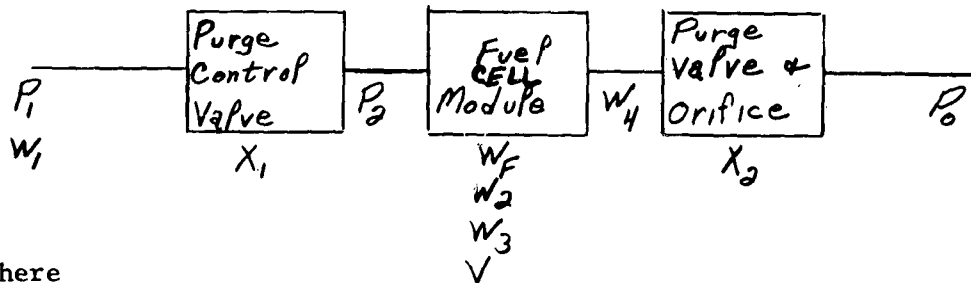 Purge
Control
Valve
Fuel
CELL
Module
Purge
Valve &
Orifice
P₁
W₁
P₂
W₄
P₀
X₁
W_F
W₂
W₃
V
X₂
here